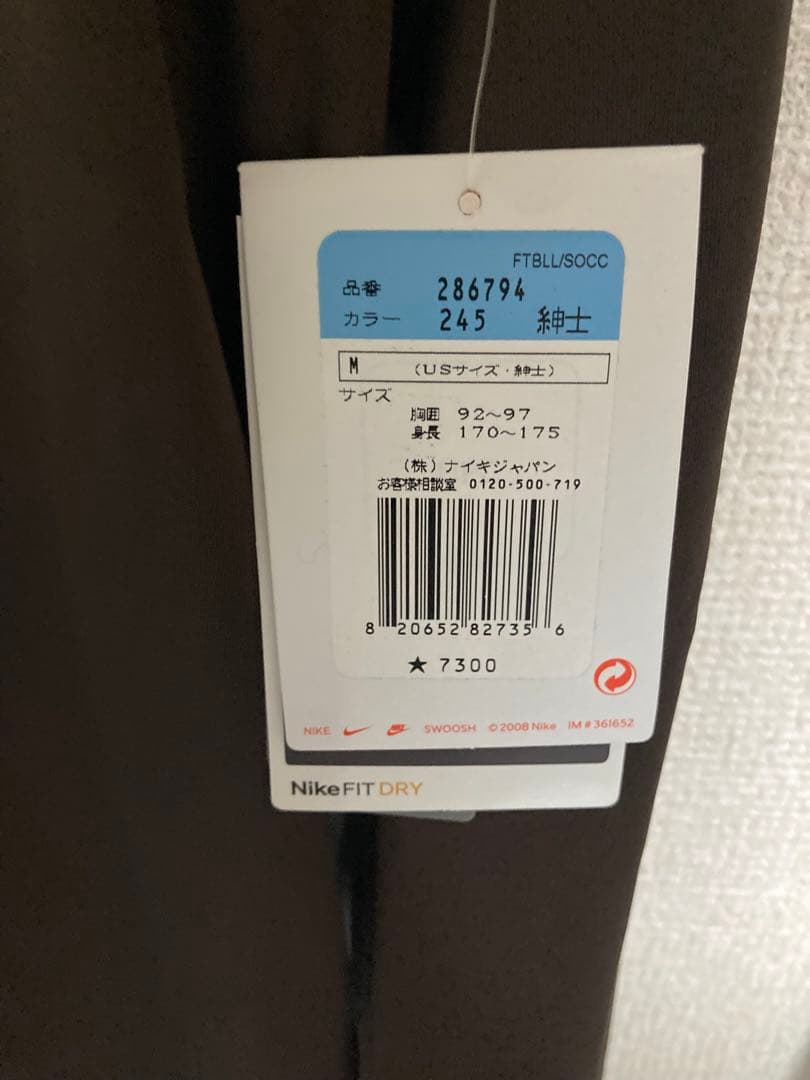 FTBLL/SOCC
品番 286794
カラー 245 紳士
M (USサイズ・紳士)
サイズ
胸囲 92～97
身長 170～175
(株)ナイキジャパン
お客様相談室 0120-500-719
8 20652 82735 6
★ 7300
NIKE SWOOSH ©2008 Nike IM # 361652
NikeFIT DRY